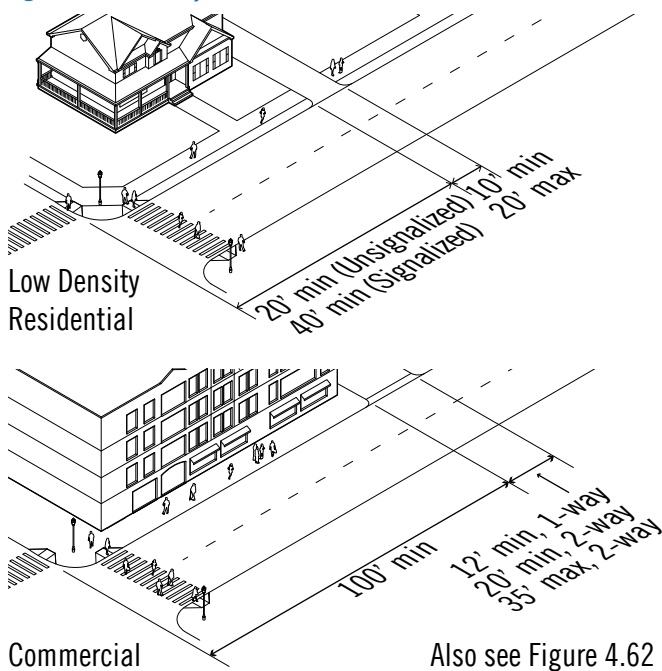 20' min (Unsignalized)
40' min (Signalized)
10' min
20' max
Low Density
Residential
100' min
12' min, 1-way
20' min, 2-way
35' max, 2-way
Commercial
Also see Figure 4.62